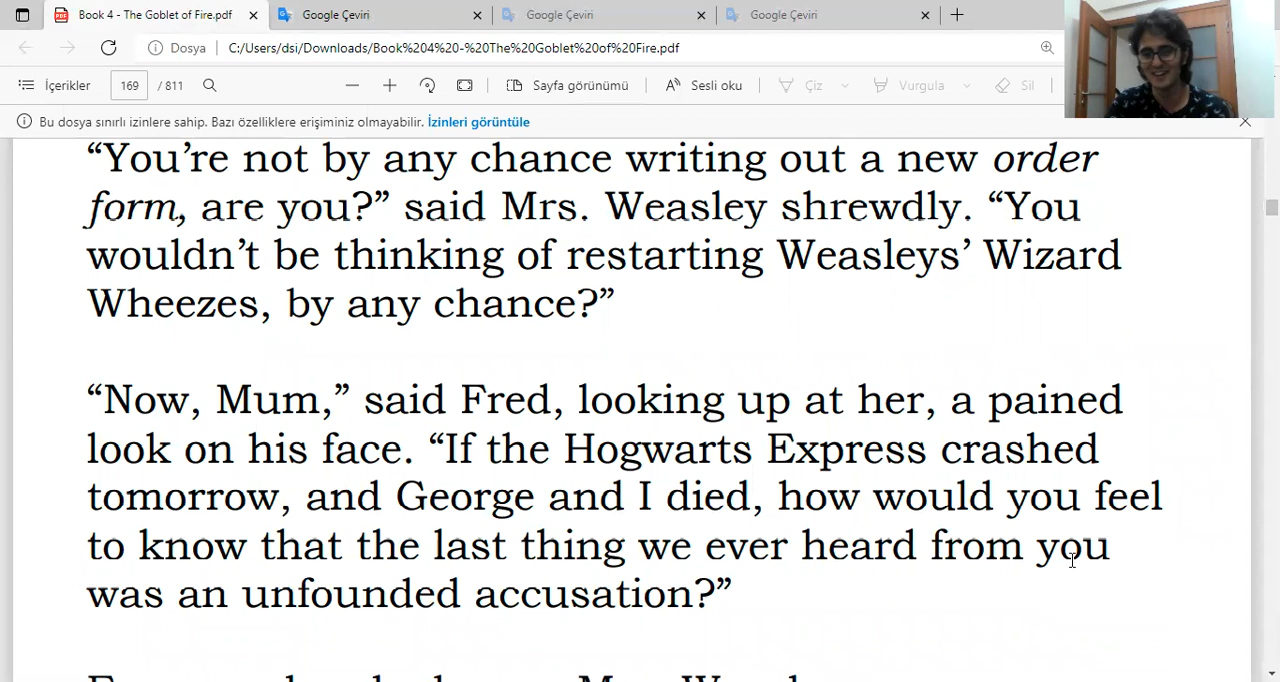 Book 4 - The Goblet of Fire.pdf
Google Çeviri
Google Çeviri
Google Çeviri
Dosya
C:/Users/dsi/Downloads/Book%204%20-%20The%20Goblet%20of%20Fire.pdf
İçerikler
169
/ 811
Sayfa görünümü
Sesli oku
Çiz
Vurgula
Sil
Bu dosya sınırlı izinlere sahip. Bazı özelliklere erişiminiz olmayabilir. İzinleri görüntüle
“You’re not by any chance writing out a new order
form, are you?” said Mrs. Weasley shrewdly. “You
wouldn’t be thinking of restarting Weasleys’ Wizard
Wheezes, by any chance?”
“Now, Mum,” said Fred, looking up at her, a pained
look on his face. “If the Hogwarts Express crashed
tomorrow, and George and I died, how would you feel
to know that the last thing we ever heard from you
was an unfounded accusation?”